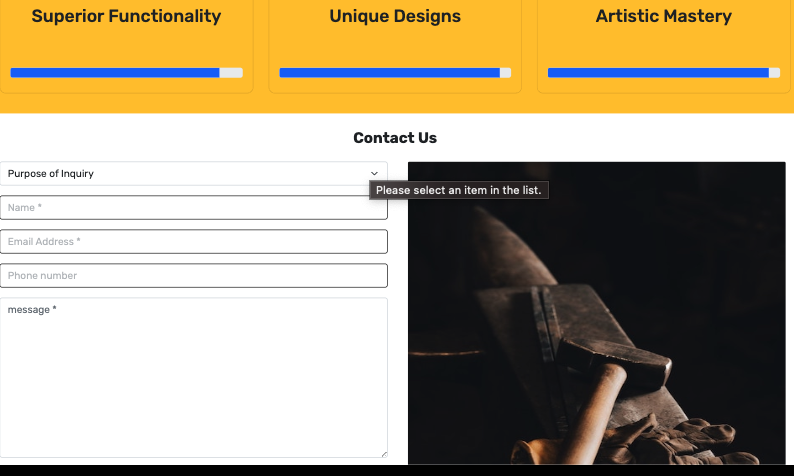 Superior Functionality
Unique Designs
Artistic Mastery
Contact Us
Purpose of Inquiry
Please select an item in the list.
Name *
Email Address *
Phone number
message *